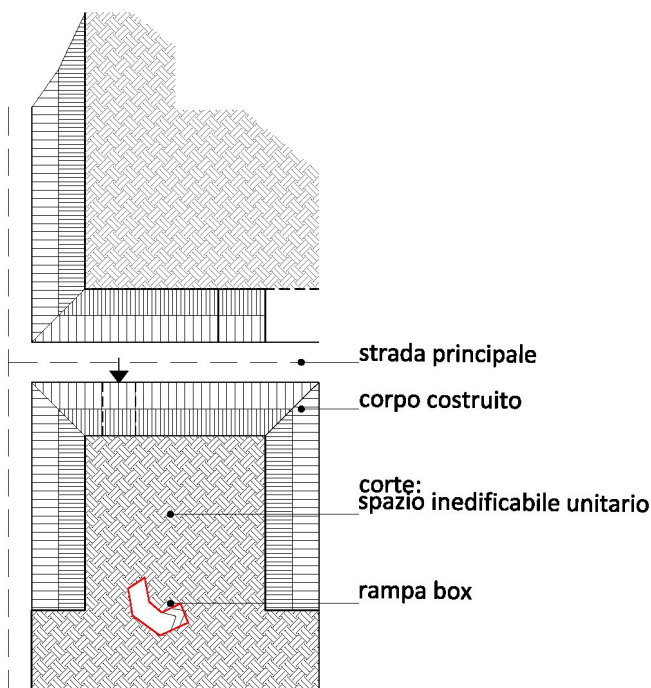 strada principale
corpo costruito
corte:
spazio inedificabile unitario
rampa box